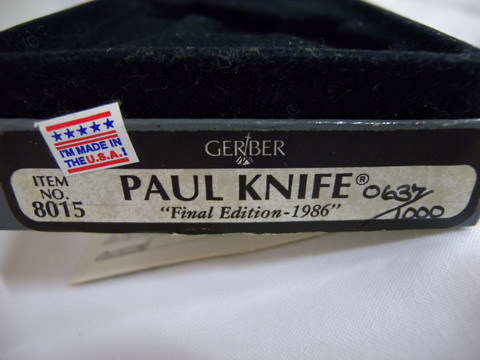 I'M MADE IN
THE U.S.A.!
GERBER
ITEM
NO.
8015
PAUL KNIFE®
"Final Edition-1986"
0637
/1000